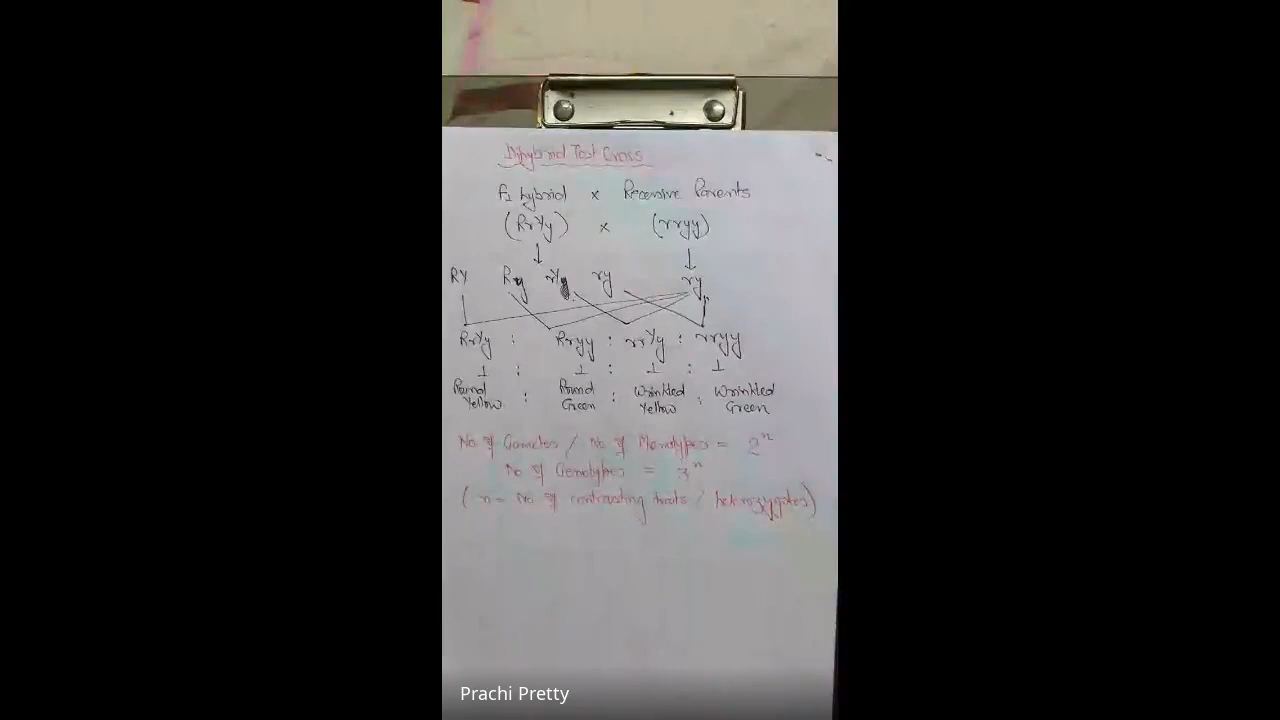 Dihybrid Test Cross
F1 hybrid x Recessive Parents
(RrYy) x (rryy)
RY Ry rY ry ry
RrYy : Rryy : rrYy : rryy
1 : 1 : 1 : 1
Round Yellow : Round Green : Wrinkled Yellow : Wrinkled Green
No of Gametes / No of Phenotypes = 2^n
No of Genotypes = 3^n
(n = No of contrasting traits / heterozygotes)
Prachi Pretty